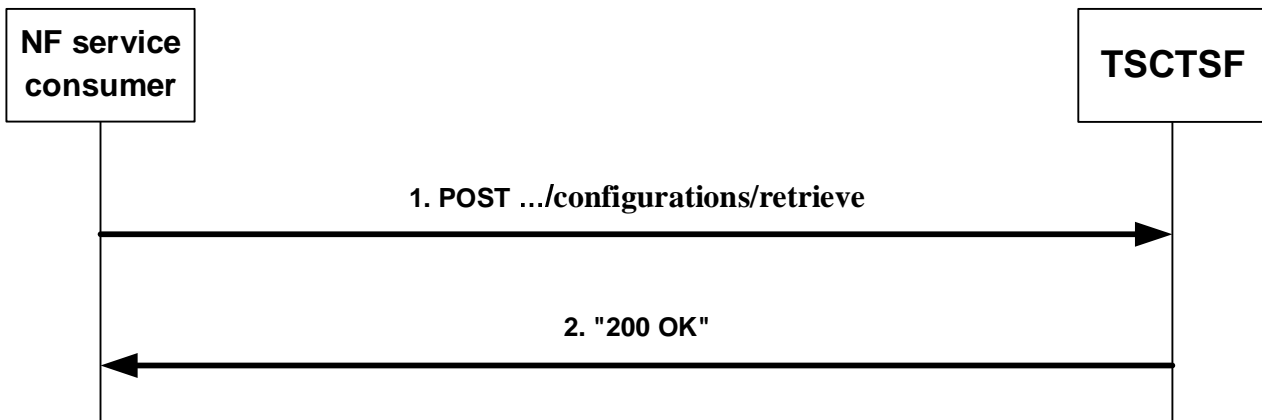 NF service
consumer
TSCTSF
1. POST …/configurations/retrieve
2. "200 OK"